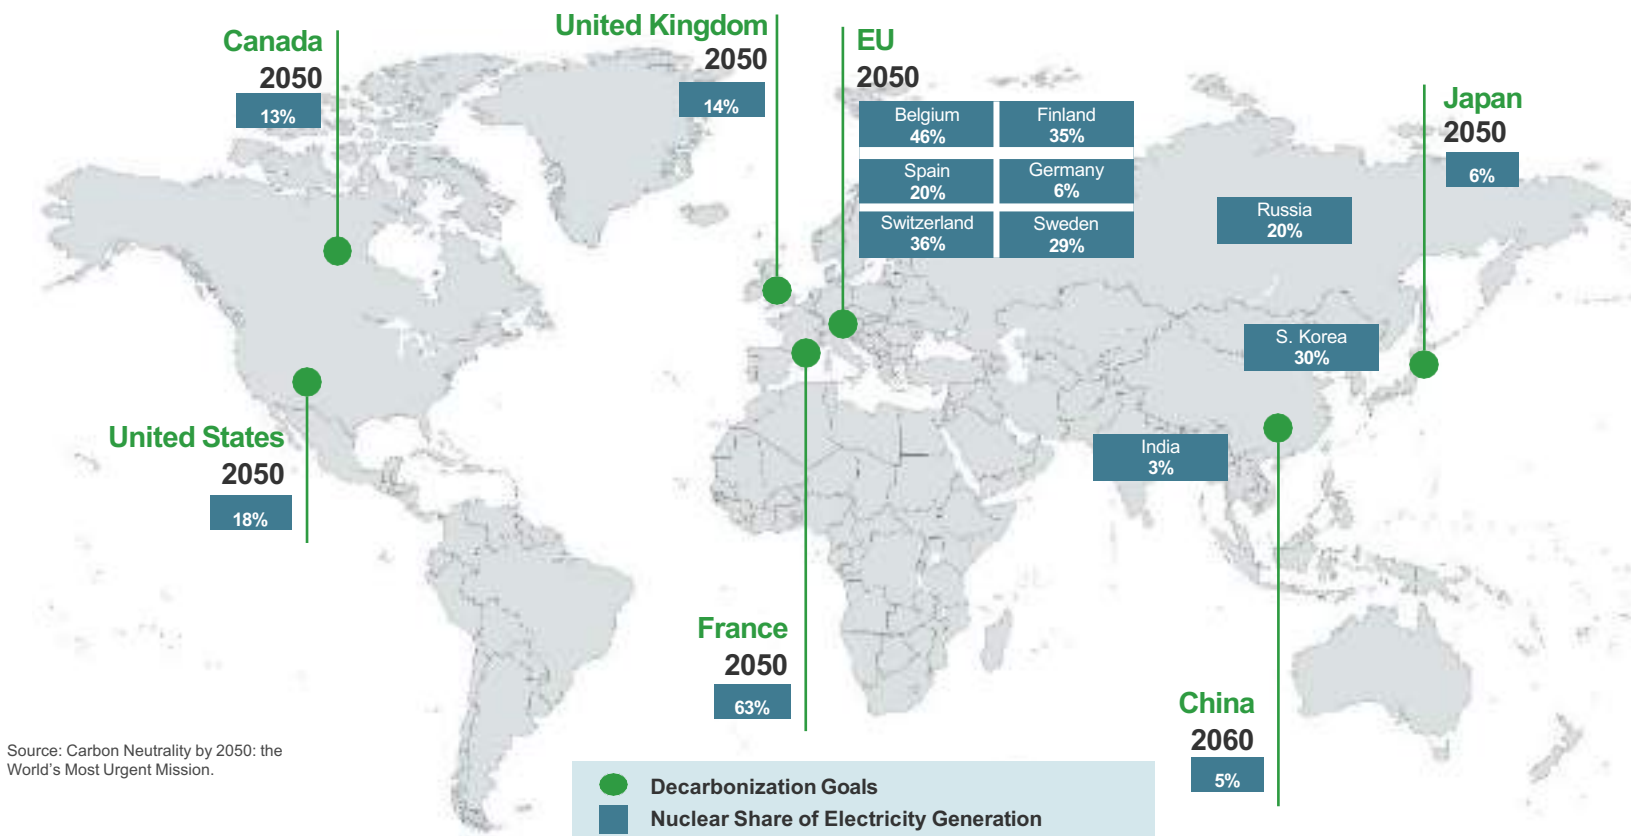 Canada
2050
13%
United Kingdom
2050
14%
EU
2050
Belgium
46%
Finland
35%
Spain
20%
Germany
6%
Switzerland
36%
Sweden
29%
Japan
2050
6%
Russia
20%
S. Korea
30%
India
3%
United States
2050
18%
France
2050
63%
China
2060
5%
Source: Carbon Neutrality by 2050: the
World's Most Urgent Mission.
Decarbonization Goals
Nuclear Share of Electricity Generation